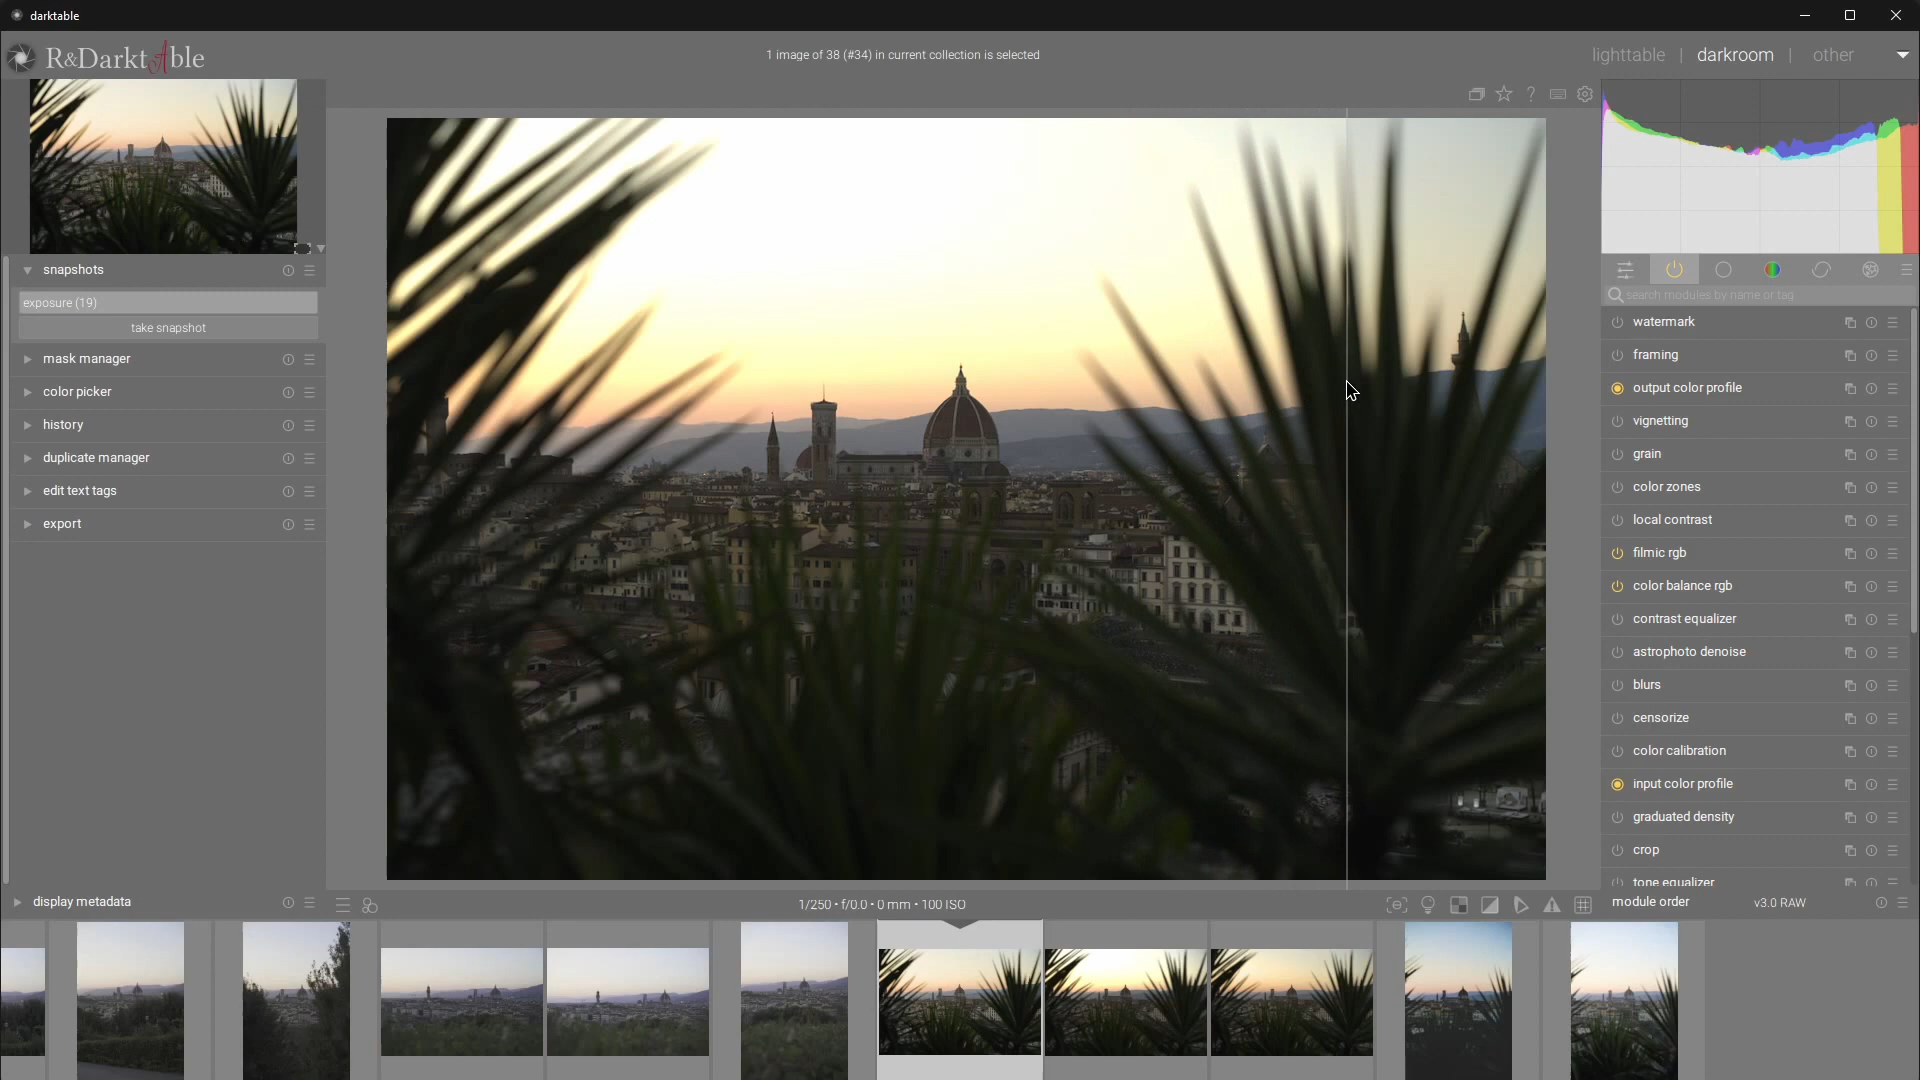 darktable
R&DarktAble
1 image of 38 (#34) in current collection is selected
lighttable | darkroom | other
snapshots
exposure (19)
take snapshot
mask manager
color picker
history
duplicate manager
edit text tags
export
display metadata
1/250 • f/0.0 • 0 mm • 100 ISO
search modules by name or tag
watermark
framing
output color profile
vignetting
grain
color zones
local contrast
filmic rgb
color balance rgb
contrast equalizer
astrophoto denoise
blurs
censorize
color calibration
input color profile
graduated density
crop
tone equalizer
module order v3.0 RAW